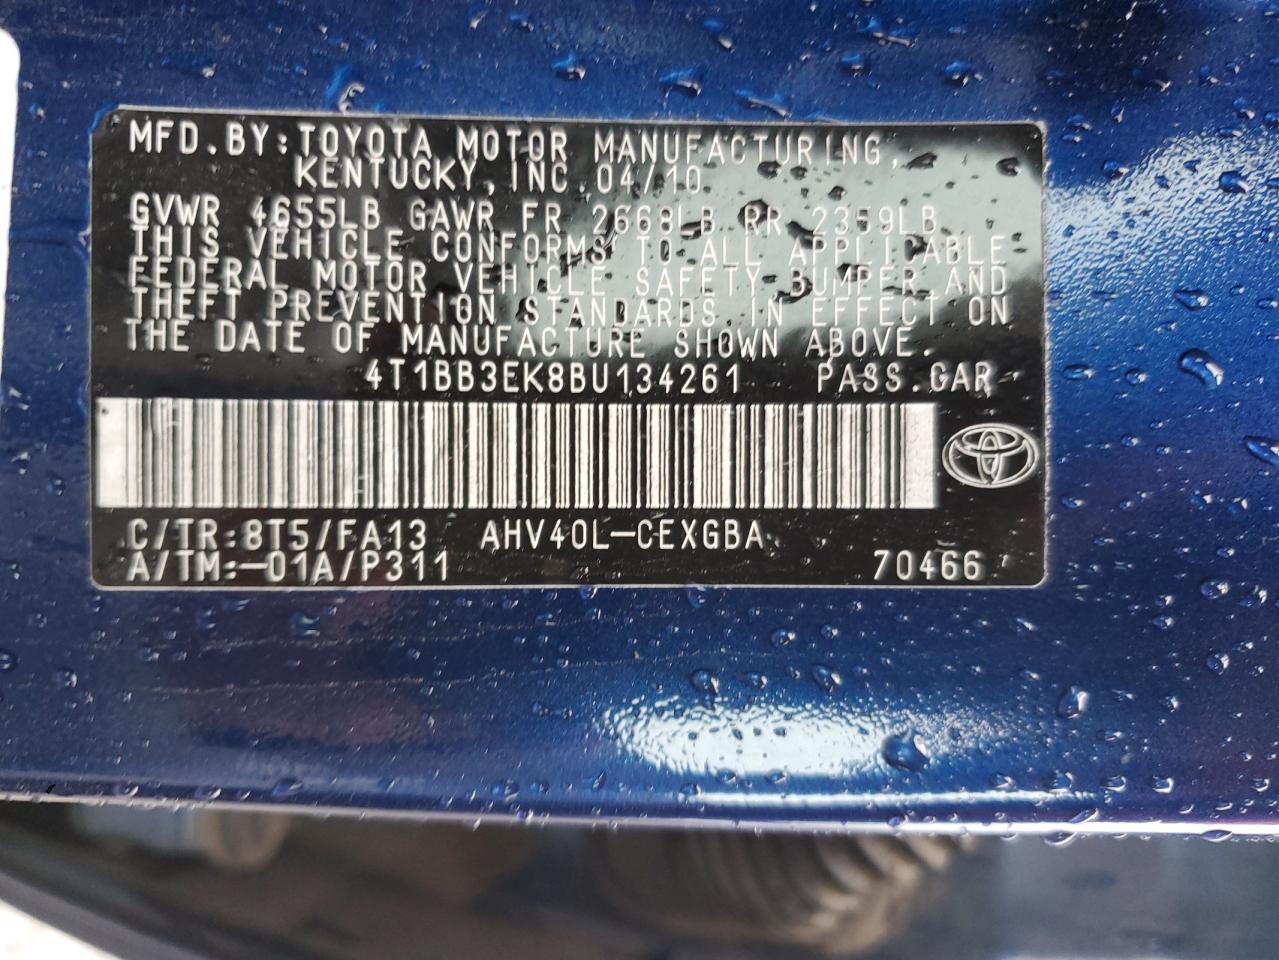 MFD.BY:TOYOTA MOTOR MANUFACTURING,
KENTUCKY,INC.04/10
GVWR 4655LB GAWR FR 2668LB RR 2359LB
THIS VEHICLE CONFORMS TO ALL APPLICABLE
FEDERAL MOTOR VEHICLE SAFETY, BUMPER AND
THEFT PREVENTION STANDARDS IN EFFECT ON
THE DATE OF MANUFACTURE SHOWN ABOVE.
4T1BB3EK8BU134261 PASS.CAR
C/TR:8T5/FA13 AHV40L-CEXGBA
A/TM:-01A/P311 70466